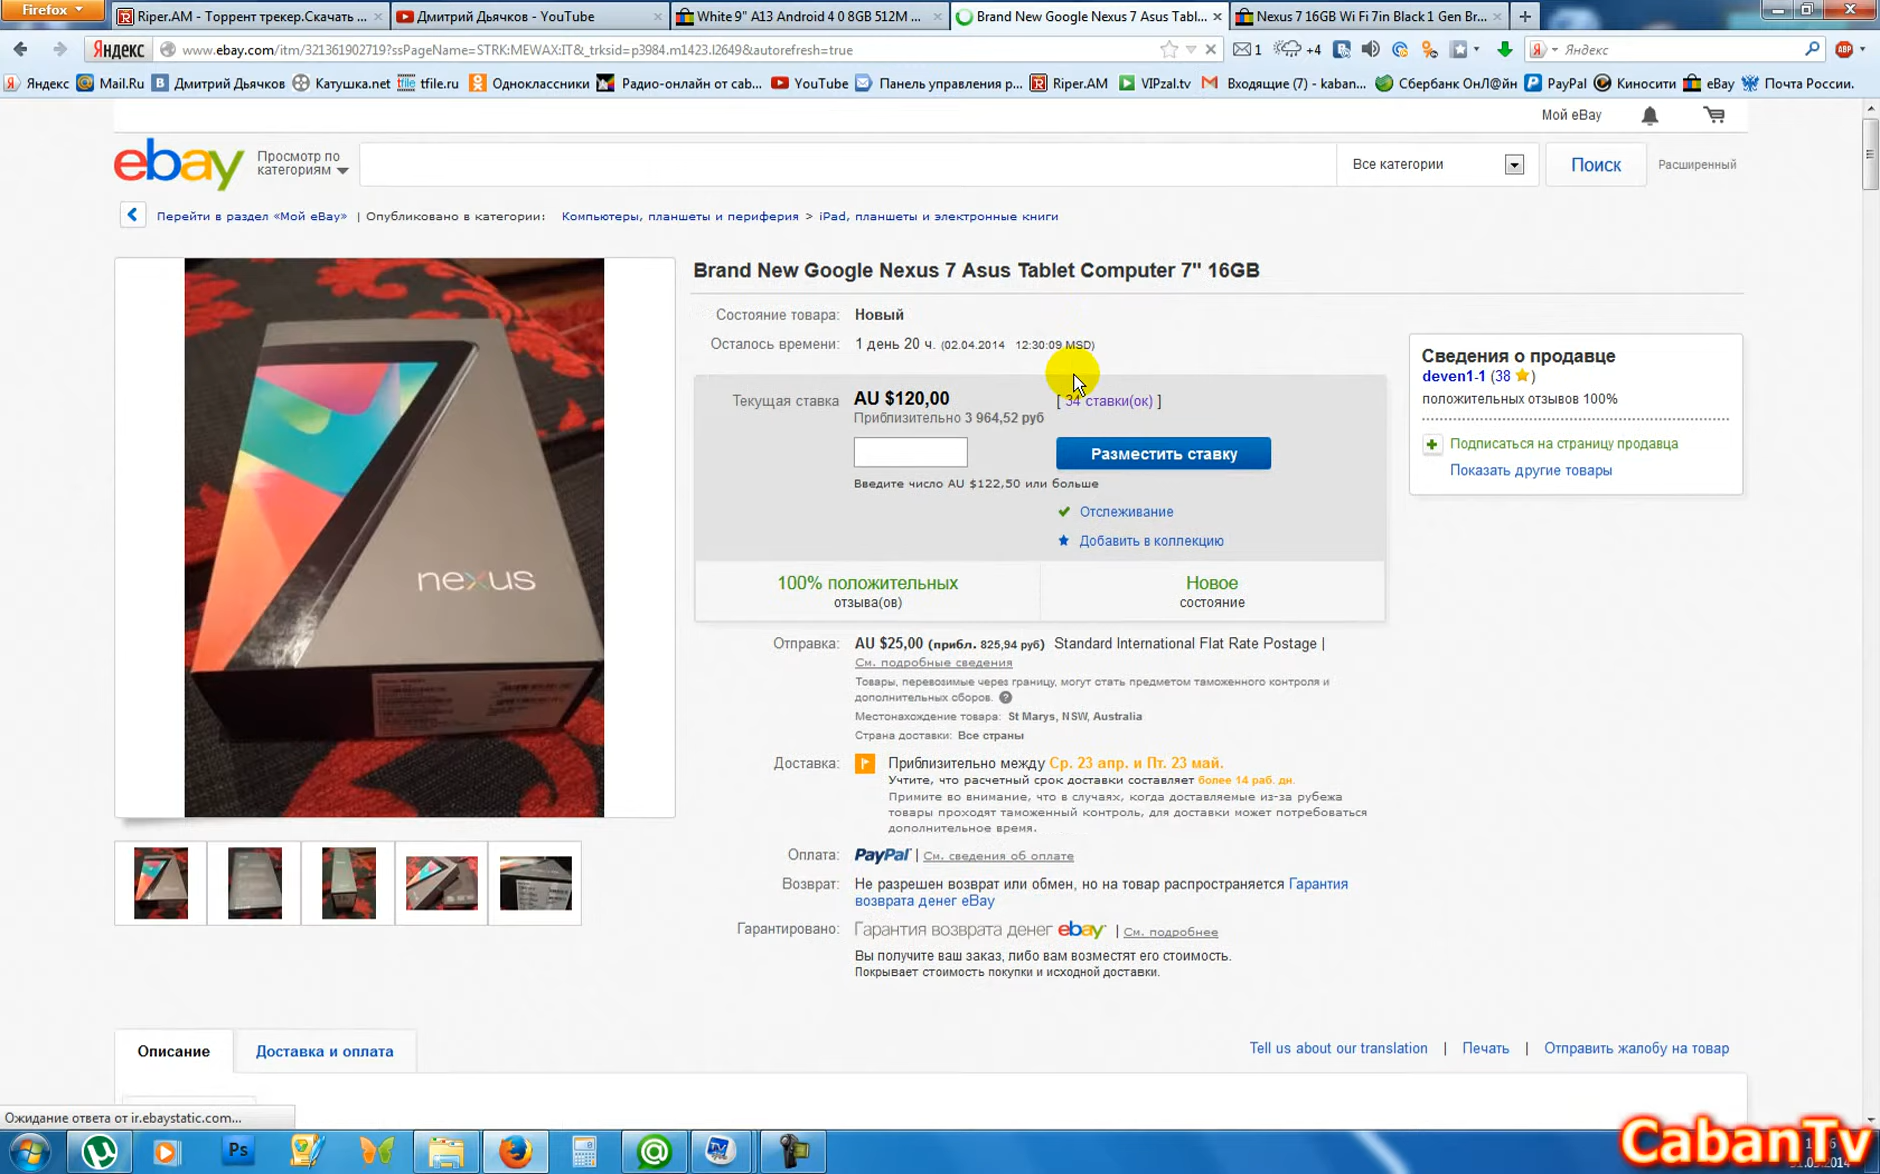 Firefox
Riper.AM - Торрент трекер.Скачать ...
Дмитрий Дьячков - YouTube
White 9" A13 Android 4 0 8GB 512M ...
Brand New Google Nexus 7 Asus Tabl...
Nexus 7 16GB Wi Fi 7in Black 1 Gen Br...
Яндекс
www.ebay.com/itm/321361902719?ssPageName=STRK:MEWAX:IT&_trksid=p3984.m1423.l2649&autorefresh=true
1
+4
Яндекс
ABP
Яндекс
Mail.Ru
Дмитрий Дьячков
Катушка.net
tfile.ru
Одноклассники
Радио-онлайн от cab...
YouTube
Панель управления р...
Riper.AM
VIPzal.tv
Входящие (7) - kaban...
Сбербанк ОнЛ@йн
PayPal
Киносити
eBay
Почта России.
Мой eBay
ebay
Просмотр по
категориям
Все категории
Поиск
Расширенный
Перейти в раздел «Мой eBay» | Опубликовано в категории: Компьютеры, планшеты и периферия > iPad, планшеты и электронные книги
Brand New Google Nexus 7 Asus Tablet Computer 7" 16GB
Состояние товара: Новый
Осталось времени: 1 день 20 ч. (02.04.2014 12:30:09 MSD)
Текущая ставка AU $120,00 [ 34 ставки(ок) ]
Приблизительно 3 964,52 руб
Разместить ставку
Введите число AU $122,50 или больше
Отслеживание
Добавить в коллекцию
100% положительных
отзыва(ов)
Новое
состояние
Сведения о продавце
deven1-1 (38 )
положительных отзывов 100%
Подписаться на страницу продавца
Показать другие товары
nexus
Отправка: AU $25,00 (прибл. 825,94 руб) Standard International Flat Rate Postage |
См. подробные сведения
Товары, перевозимые через границу, могут стать предметом таможенного контроля и
дополнительных сборов.
Местонахождение товара: St Marys, NSW, Australia
Страна доставки: Все страны
Доставка: Приблизительно между Ср. 23 апр. и Пт. 23 май.
Учтите, что расчетный срок доставки составляет более 14 раб. дн.
Примите во внимание, что в случаях, когда доставляемые из-за рубежа
товары проходят таможенный контроль, для доставки может потребоваться
дополнительное время.
Оплата: PayPal | См. сведения об оплате
Возврат: Не разрешен возврат или обмен, но на товар распространяется Гарантия
возврата денег eBay
Гарантировано: Гарантия возврата денег ebay | См. подробнее
Вы получите ваш заказ, либо вам возместят его стоимость.
Покрывает стоимость покупки и исходной доставки.
Описание
Доставка и оплата
Tell us about our translation | Печать | Отправить жалобу на товар
Ожидание ответа от ir.ebaystatic.com...
Ps
CabanTv